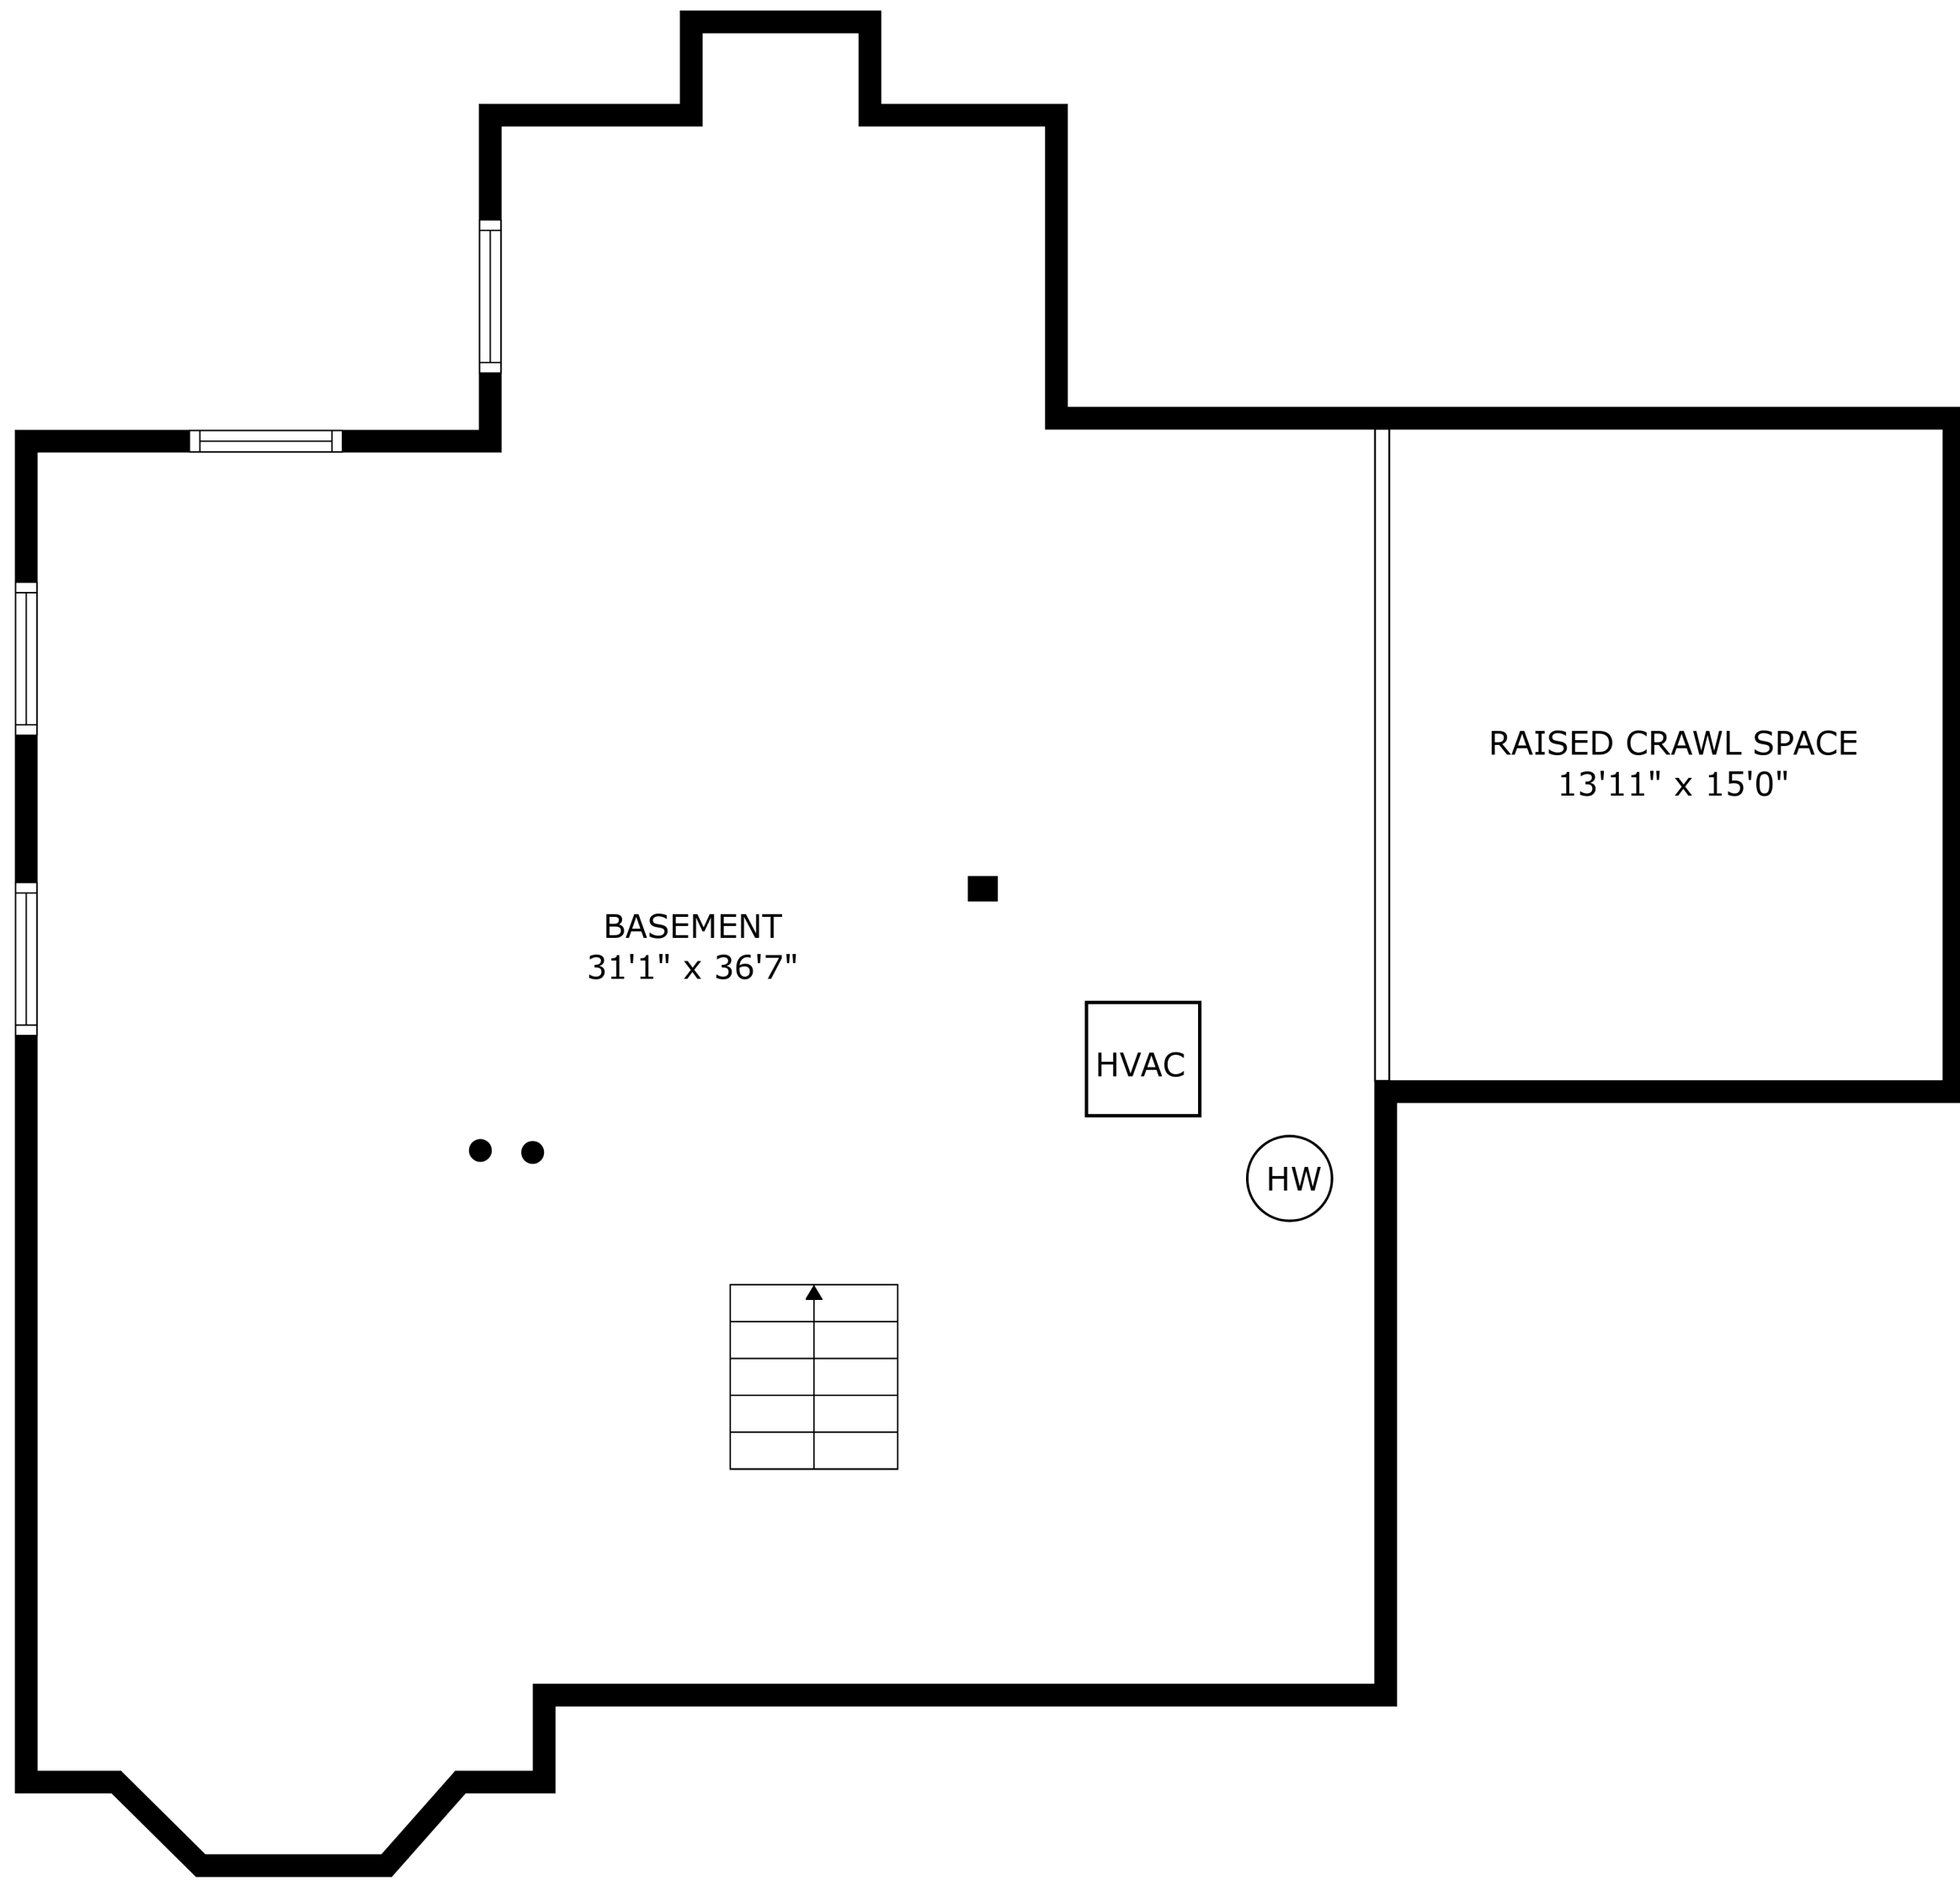 RAISED CRAWL SPACE
13'11" x 15'0"
BASEMENT
31'1" x 36'7"
HVAC
HW